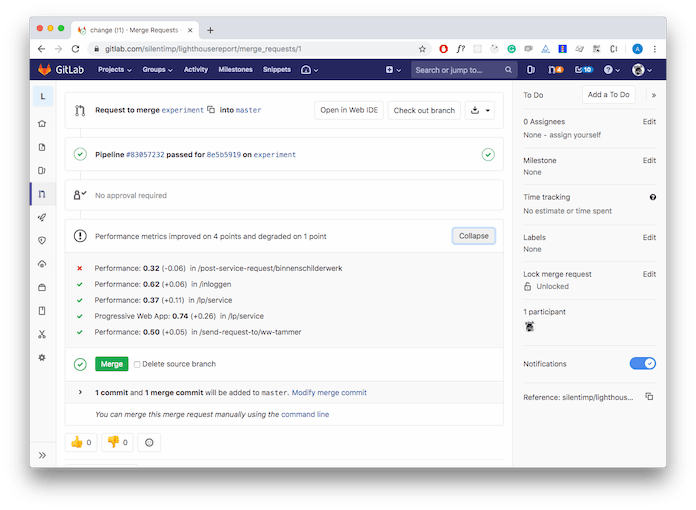 change (!1) · Merge Requests ·
gitlab.com/silentimp/lighthousereport/merge_requests/1
GitLab Projects Groups Activity Milestones Snippets Search or jump to... 4 10
L
Request to merge experiment into master Open in Web IDE Check out branch
Pipeline #83057232 passed for 8e5b5919 on experiment
No approval required
Performance metrics improved on 4 points and degraded on 1 point Collapse
Performance: 0.32 (-0.06) in /post-service-request/binnenschilderwerk
Performance: 0.62 (+0.06) in /inloggen
Performance: 0.37 (+0.11) in /lp/service
Progressive Web App: 0.74 (+0.26) in /lp/service
Performance: 0.50 (+0.05) in /send-request-to/ww-tammer
Merge Delete source branch
1 commit and 1 merge commit will be added to master. Modify merge commit
You can merge this merge request manually using the command line
👍 0 👎 0
To Do Add a To Do »
0 Assignees Edit
None - assign yourself
Milestone Edit
None
Time tracking
No estimate or time spent
Labels Edit
None
Lock merge request Edit
Unlocked
1 participant
Notifications
Reference: silentimp/lighthous...